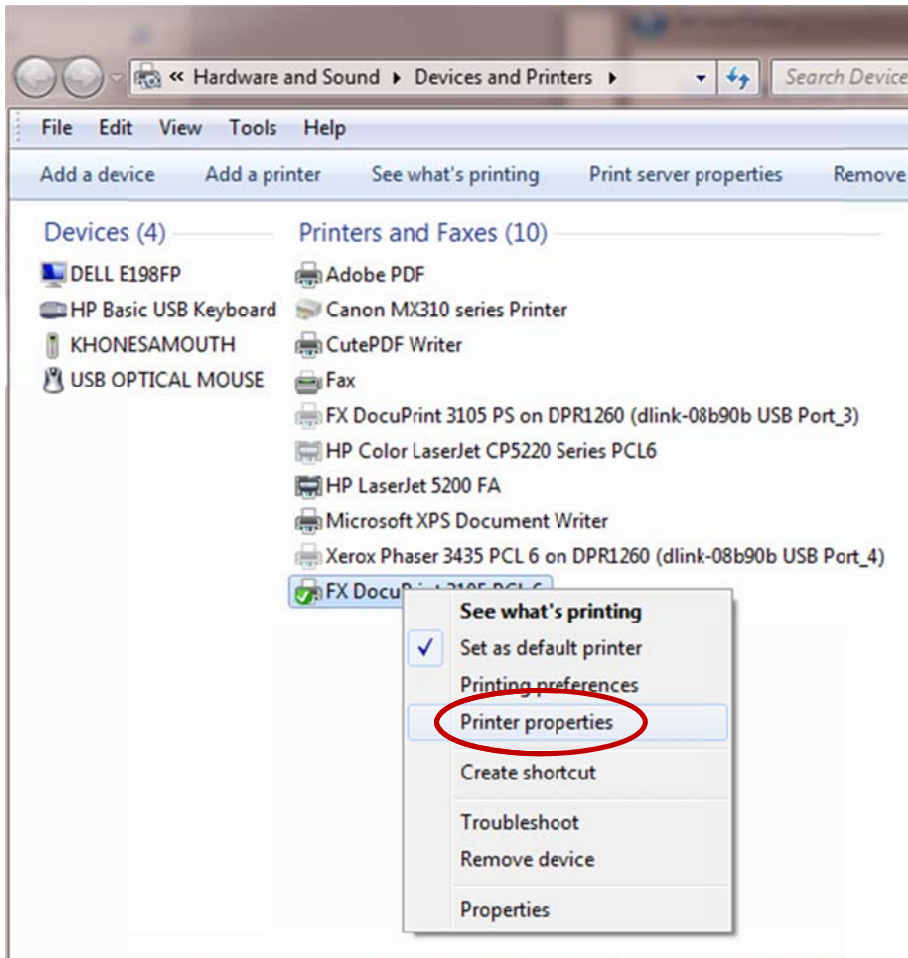 « Hardware and Sound ▸ Devices and Printers ▸ Search Device
File Edit View Tools Help
Add a device Add a printer See what's printing Print server properties Remove
Devices (4)
DELL E198FP
HP Basic USB Keyboard
KHONESAMOUTH
USB OPTICAL MOUSE
Printers and Faxes (10)
Adobe PDF
Canon MX310 series Printer
CutePDF Writer
Fax
FX DocuPrint 3105 PS on DPR1260 (dlink-08b90b USB Port_3)
HP Color LaserJet CP5220 Series PCL6
HP LaserJet 5200 FA
Microsoft XPS Document Writer
Xerox Phaser 3435 PCL 6 on DPR1260 (dlink-08b90b USB Port_4)
FX DocuPrint 3105 PCL 6
See what's printing
Set as default printer
Printing preferences
Printer properties
Create shortcut
Troubleshoot
Remove device
Properties